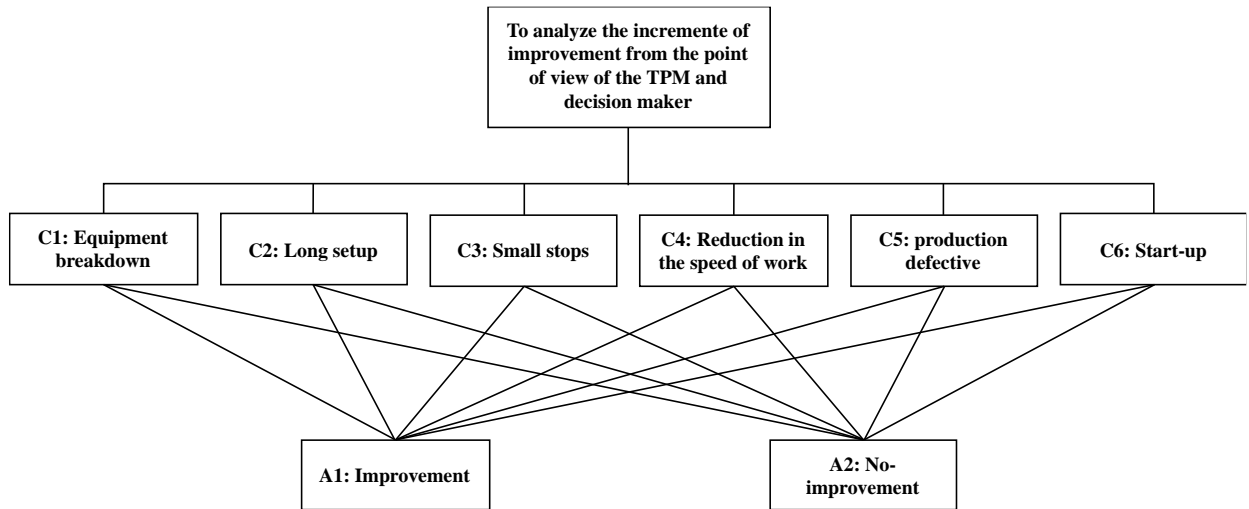 To analyze the incremente of
improvement from the point
of view of the TPM and
decision maker
C1: Equipment
breakdown
C2: Long setup
C3: Small stops
C4: Reduction in
the speed of work
C5: production
defective
C6: Start-up
A1: Improvement
A2: No-
improvement